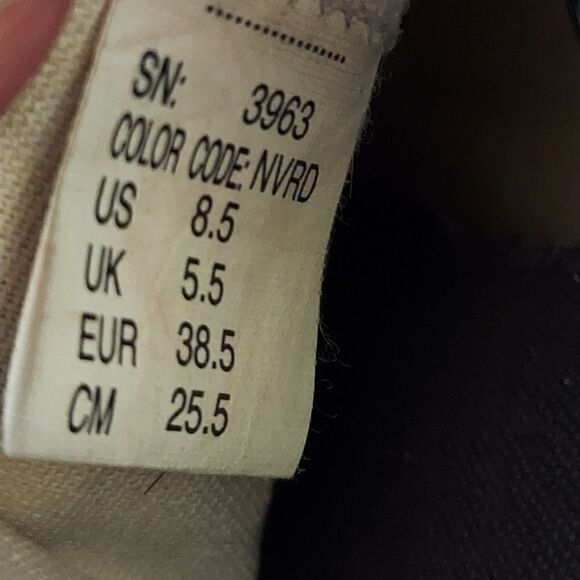 SN: 3963
COLOR CODE: NVRD
US 8.5
UK 5.5
EUR 38.5
CM 25.5